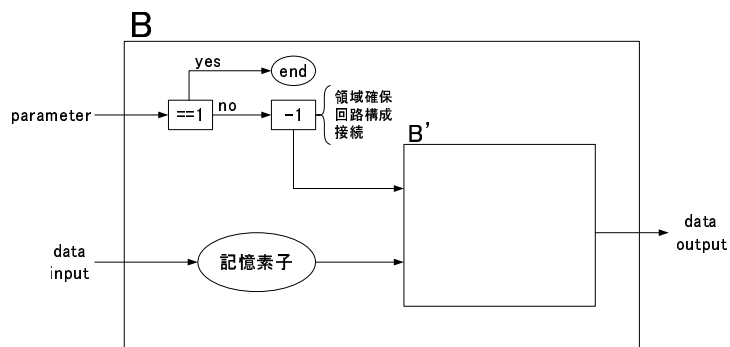 B
yes
end
parameter
==1
no
-1
領域確保
回路構成
接続
B’
data
input
記憶素子
data
output